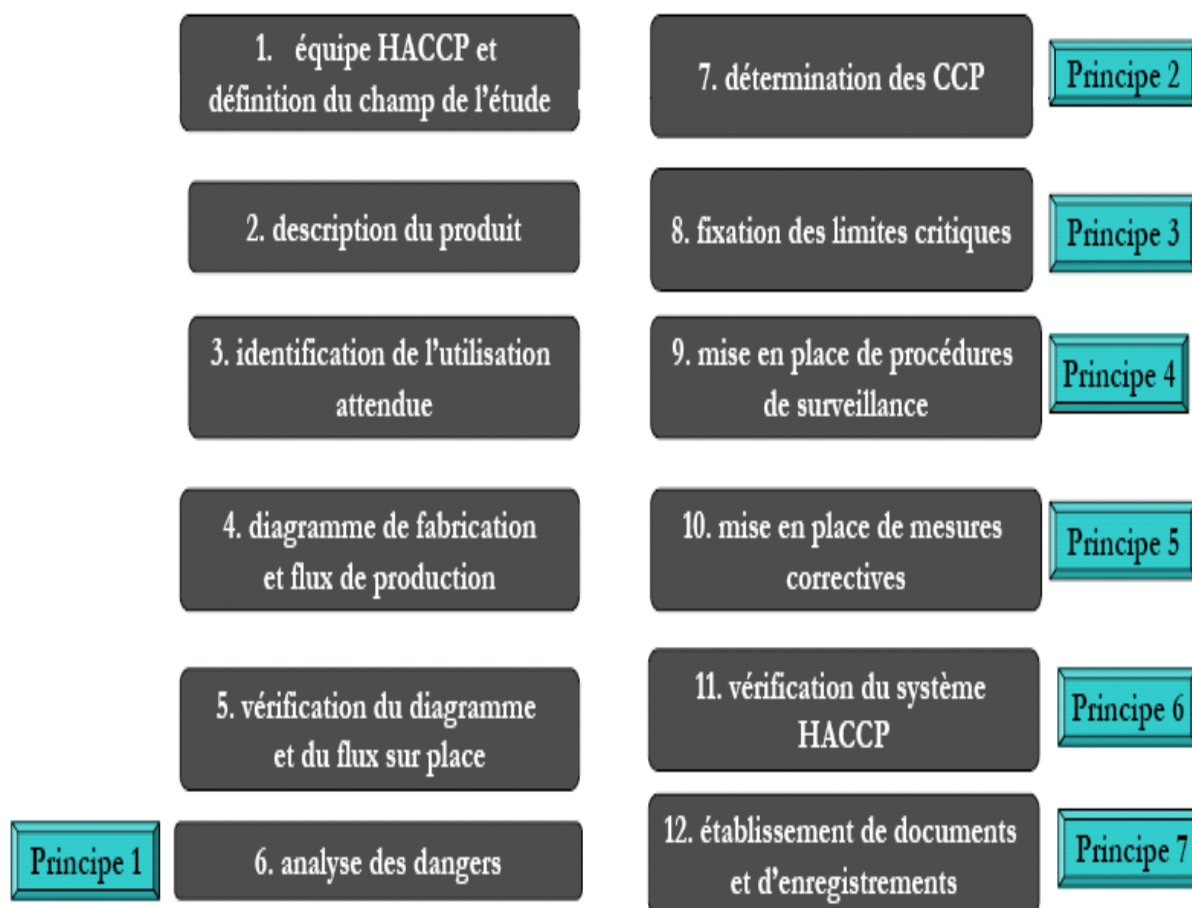 1. équipe HACCP et
définition du champ de l'étude
2. description du produit
3. identification de l'utilisation
attendue
4. diagramme de fabrication
et flux de production
5. vérification du diagramme
et du flux sur place
Principe 1
6. analyse des dangers
7. détermination des CCP
Principe 2
8. fixation des limites critiques
Principe 3
9. mise en place de procédures
de surveillance
Principe 4
10. mise en place de mesures
correctives
Principe 5
11. vérification du système
HACCP
Principe 6
12. établissement de documents
et d'enregistrements
Principe 7